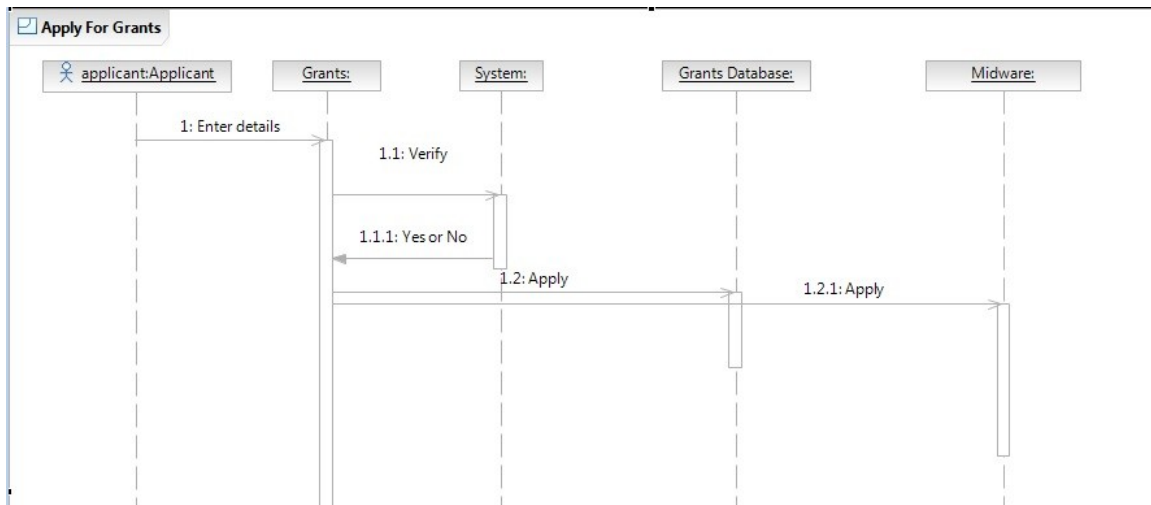 Apply For Grants
applicant:Applicant
Grants:
System:
Grants Database:
Midware:
1: Enter details
1.1: Verify
1.1.1: Yes or No
1.2: Apply
1.2.1: Apply